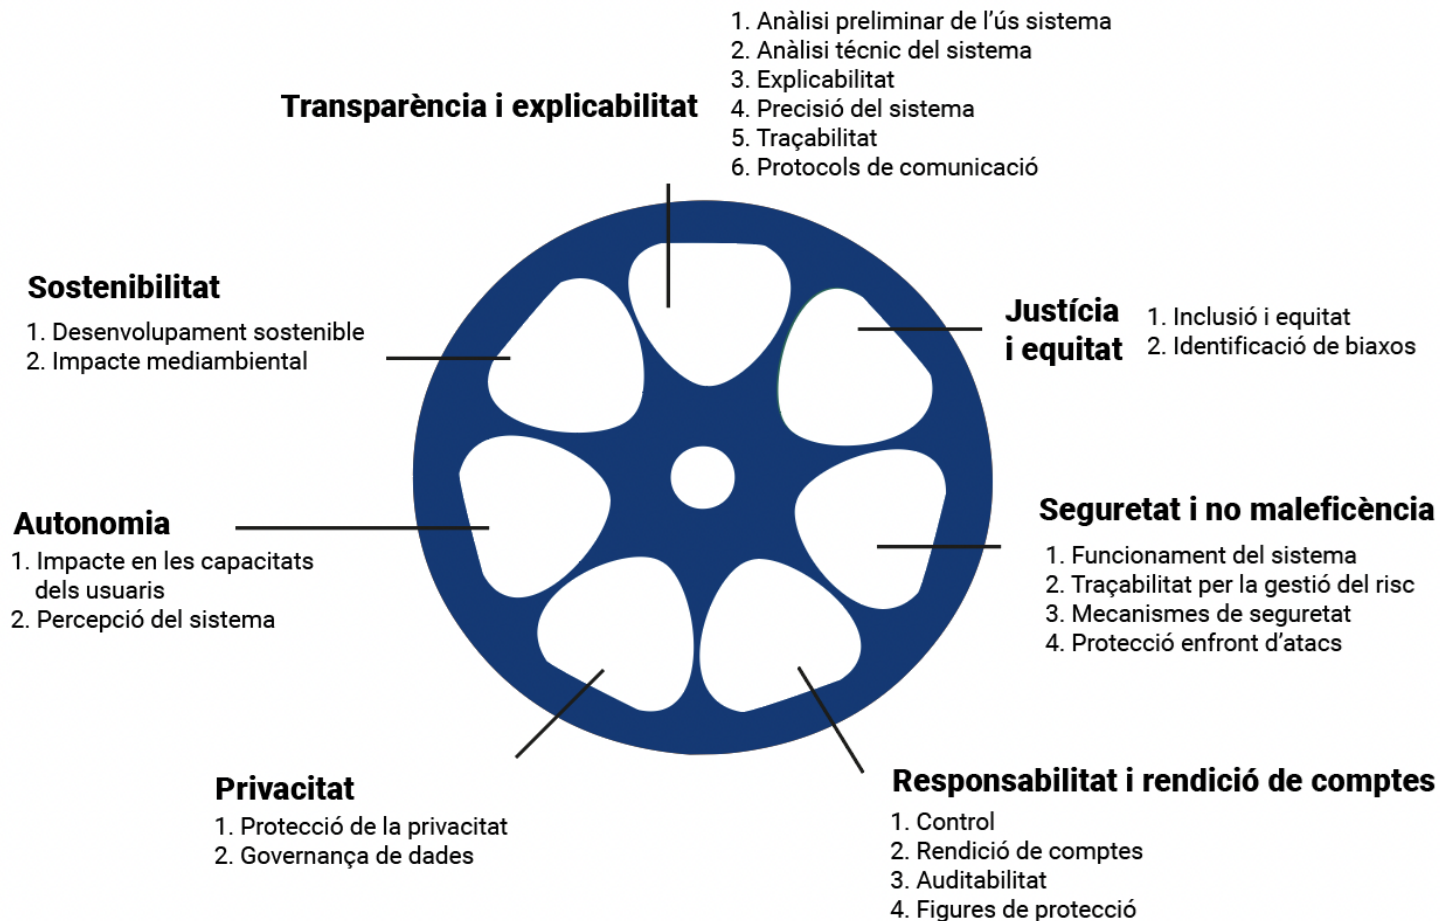 Transparència i explicabilitat
1. Anàlisi preliminar de l'ús sistema
2. Anàlisi técnic del sistema
3. Explicabilitat
4. Precisió del sistema
5. Traçabilitat
6. Protocols de comunicació
Justícia
i equitat
1. Inclusió i equitat
2. Identificació de biaxos
Seguretat i no maleficència
1. Funcionament del sistema
2. Traçabilitat per la gestió del risc
3. Mecanismes de seguretat
4. Protecció enfront d'atacs
Responsabilitat i rendició de comptes
1. Control
2. Rendició de comptes
3. Auditabilitat
4. Figures de protecció
Privacitat
1. Protecció de la privacitat
2. Governança de dades
Autonomia
1. Impacte en les capacitats
dels usuaris
2. Percepció del sistema
Sostenibilitat
1. Desenvolupament sostenible
2. Impacte mediambiental